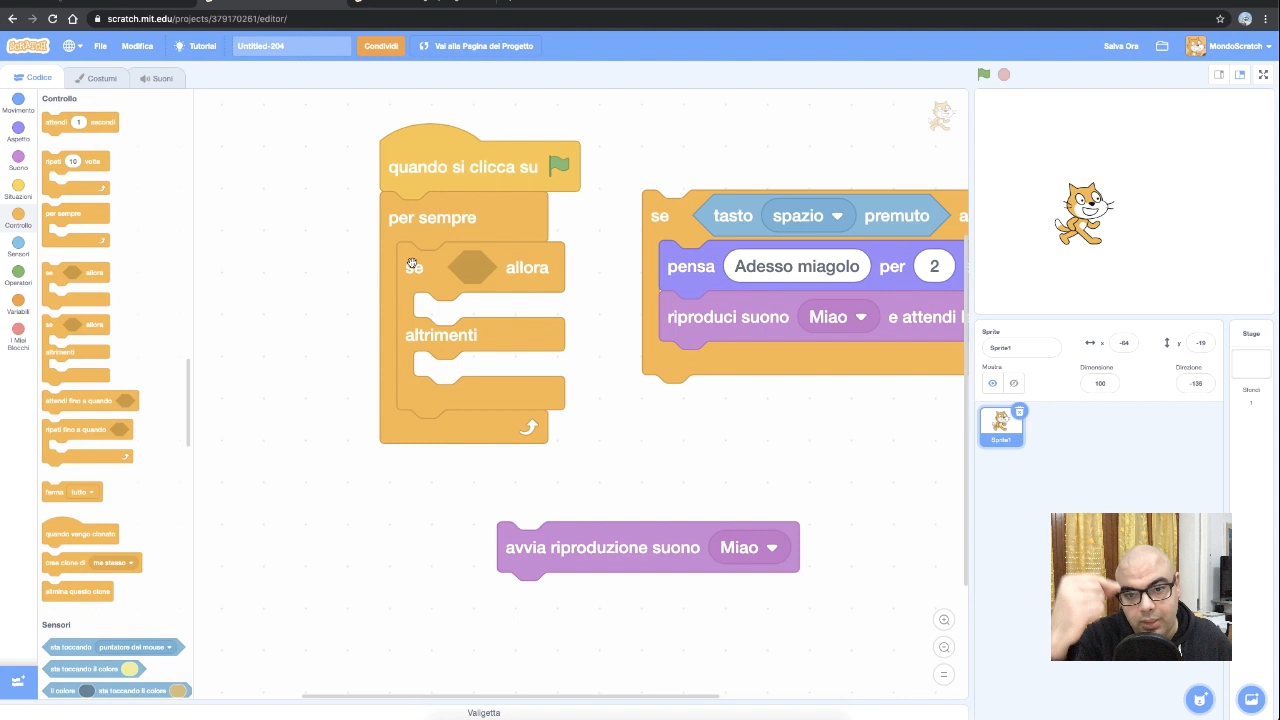 scratch.mit.edu/projects/379170261/editor/
SCRATCH File Modifica Tutorial Untitled-204 Condividi Vai alla Pagina del Progetto Salva Ora MondoScratch
Codice Costumi Suoni
Movimento
Aspetto
Suono
Situazioni
Controllo
Sensori
Operatori
Variabili
I Miei
Blocchi
Controllo
attendi 1 secondi
ripeti 10 volte
per sempre
se allora
se allora
altrimenti
attendi fino a quando
ripeti fino a quando
ferma tutto
quando vengo clonato
crea clone di me stesso
elimina questo clone
Sensori
sta toccando puntatore del mouse
sta toccando il colore
il colore sta toccando il colore
quando si clicca su
per sempre
se allora
altrimenti
se tasto spazio premuto a
pensa Adesso miagolo per 2
riproduci suono Miao e attendi l
avvia riproduzione suono Miao
Valigetta
Sprite
Sprite1 x -64 y -19
Mostra Dimensione Direzione
100 -135
Sprite1
Stage
Sfondi
1